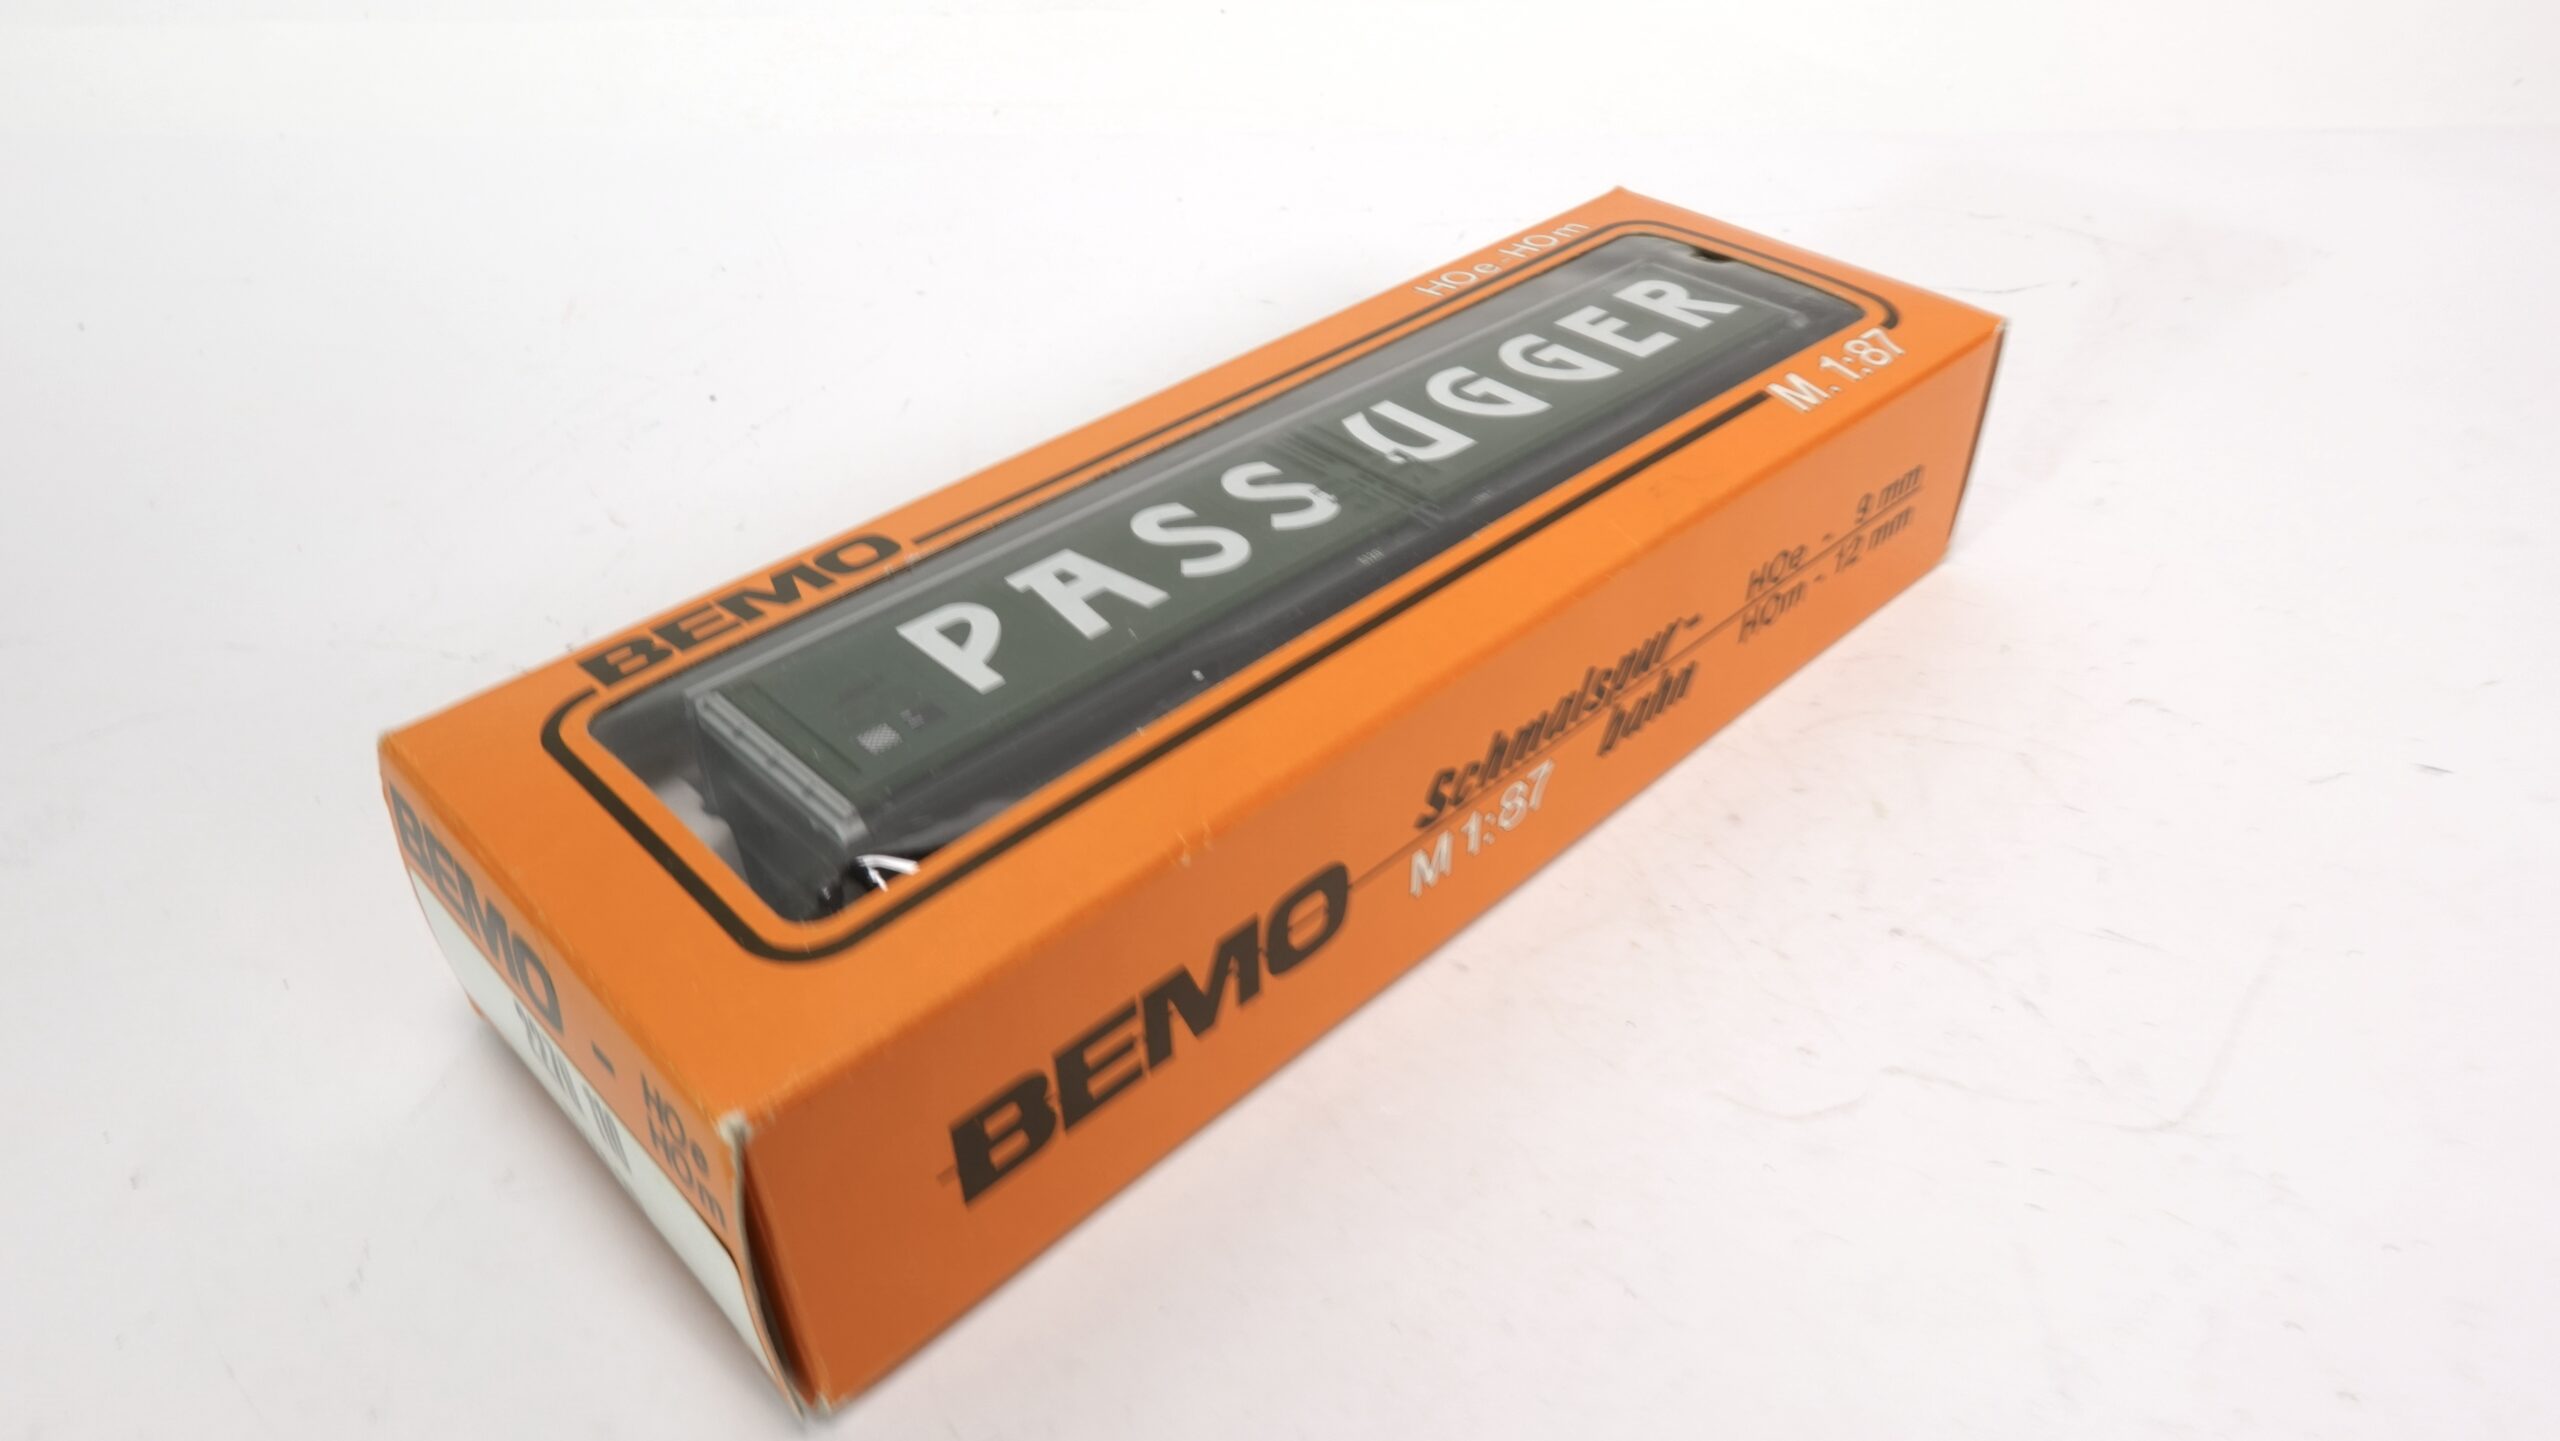 HOe-HOm
BEMO
PASSUGGER
M. 1:87
BEMO
M 1:87
Schmalspur-
bahn
HOe - 9 mm
HOm - 12 mm
BEMO - HOe
HOm